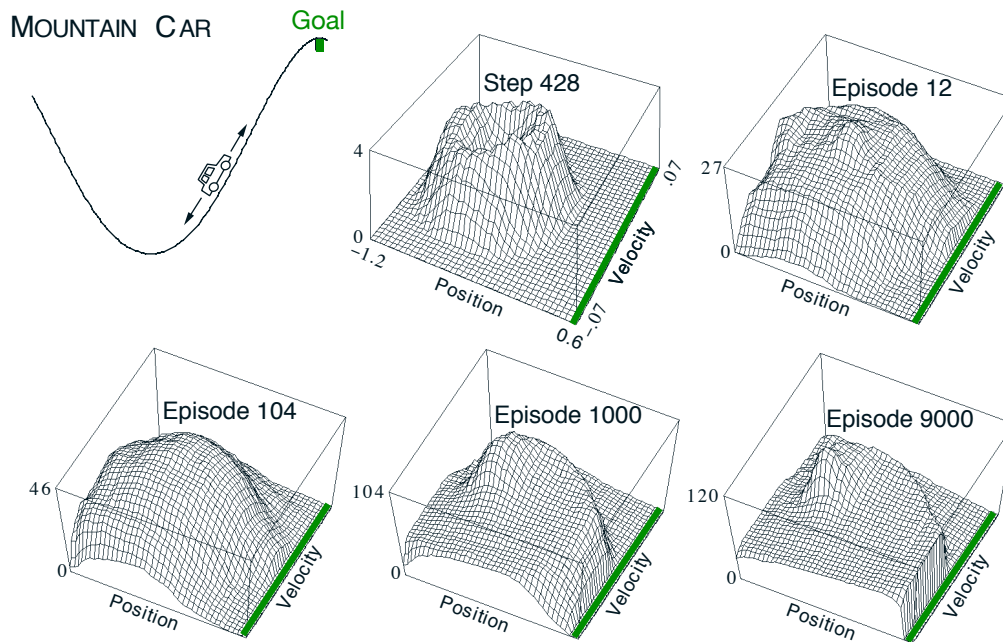 MOUNTAIN CAR
Goal
Step 428
4
0
-1.2
Position
0.6
-.07
Velocity
.07
Episode 12
27
0
Position
Velocity
Episode 104
46
0
Position
Velocity
Episode 1000
104
0
Position
Velocity
Episode 9000
120
0
Position
Velocity